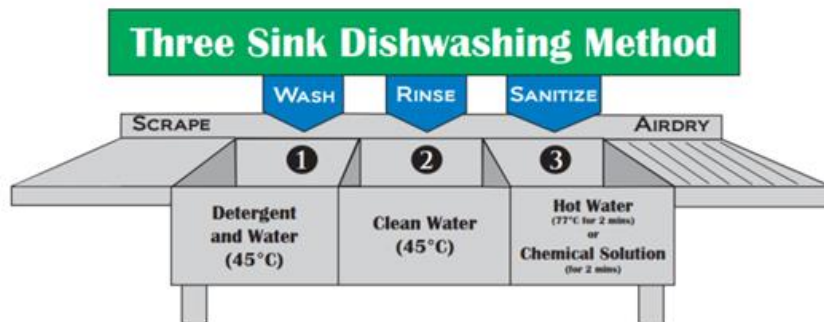 Three Sink Dishwashing Method
WASH
RINSE
SANITIZE
SCRAPE
AIRDRY
1
2
3
Detergent
and Water
(45°C)
Clean Water
(45°C)
Hot Water
(77°C for 2 mins)
or
Chemical Solution
(for 2 mins)